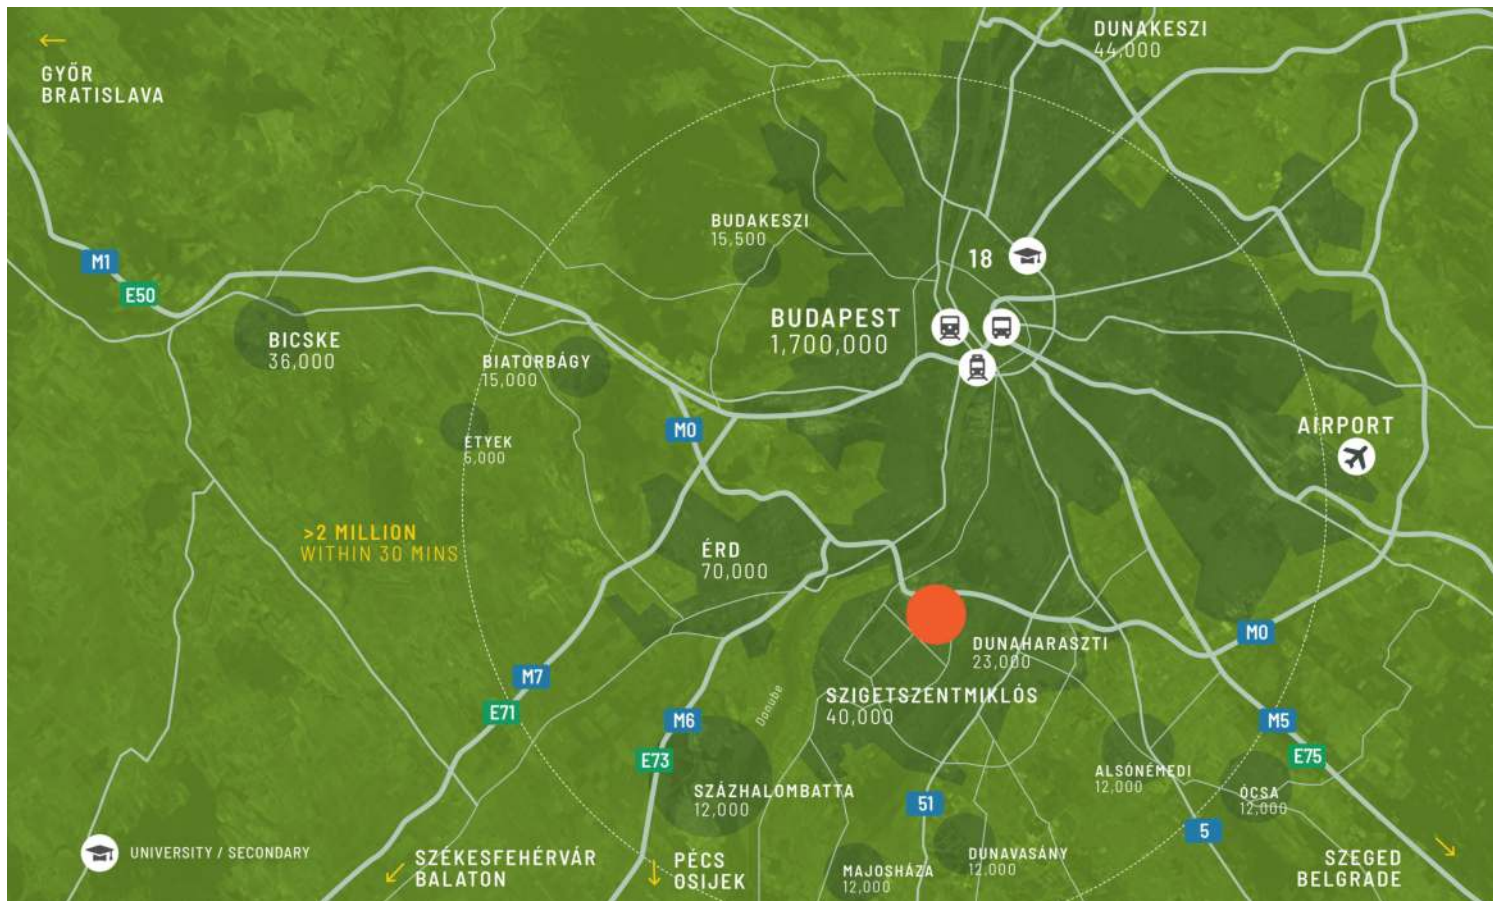 GYŐR
BRATISLAVA
DUNAKESZI
44,000
BUDAKESZI
15,500
18
M1
E50
BUDAPEST
1,700,000
BICSKE
36,000
BIATORBÁGY
15,000
M0
ETYEK
6,000
AIRPORT
>2 MILLION
WITHIN 30 MINS
ÉRD
70,000
M0
DUNAHARASZTI
23,000
M7
E71
SZIGETSZENTMIKLÓS
40,000
Danube
M6
E73
M5
E75
ALSÓNÉMEDI
12,000
ÓCSA
12,000
SZÁZHALOMBATTA
12,000
51
5
UNIVERSITY / SECONDARY
SZÉKESFEHÉRVÁR
BALATON
PÉCS
OSIJEK
MAJOSHÁZA
12,000
DUNAVASÁNY
12.000
SZEGED
BELGRADE